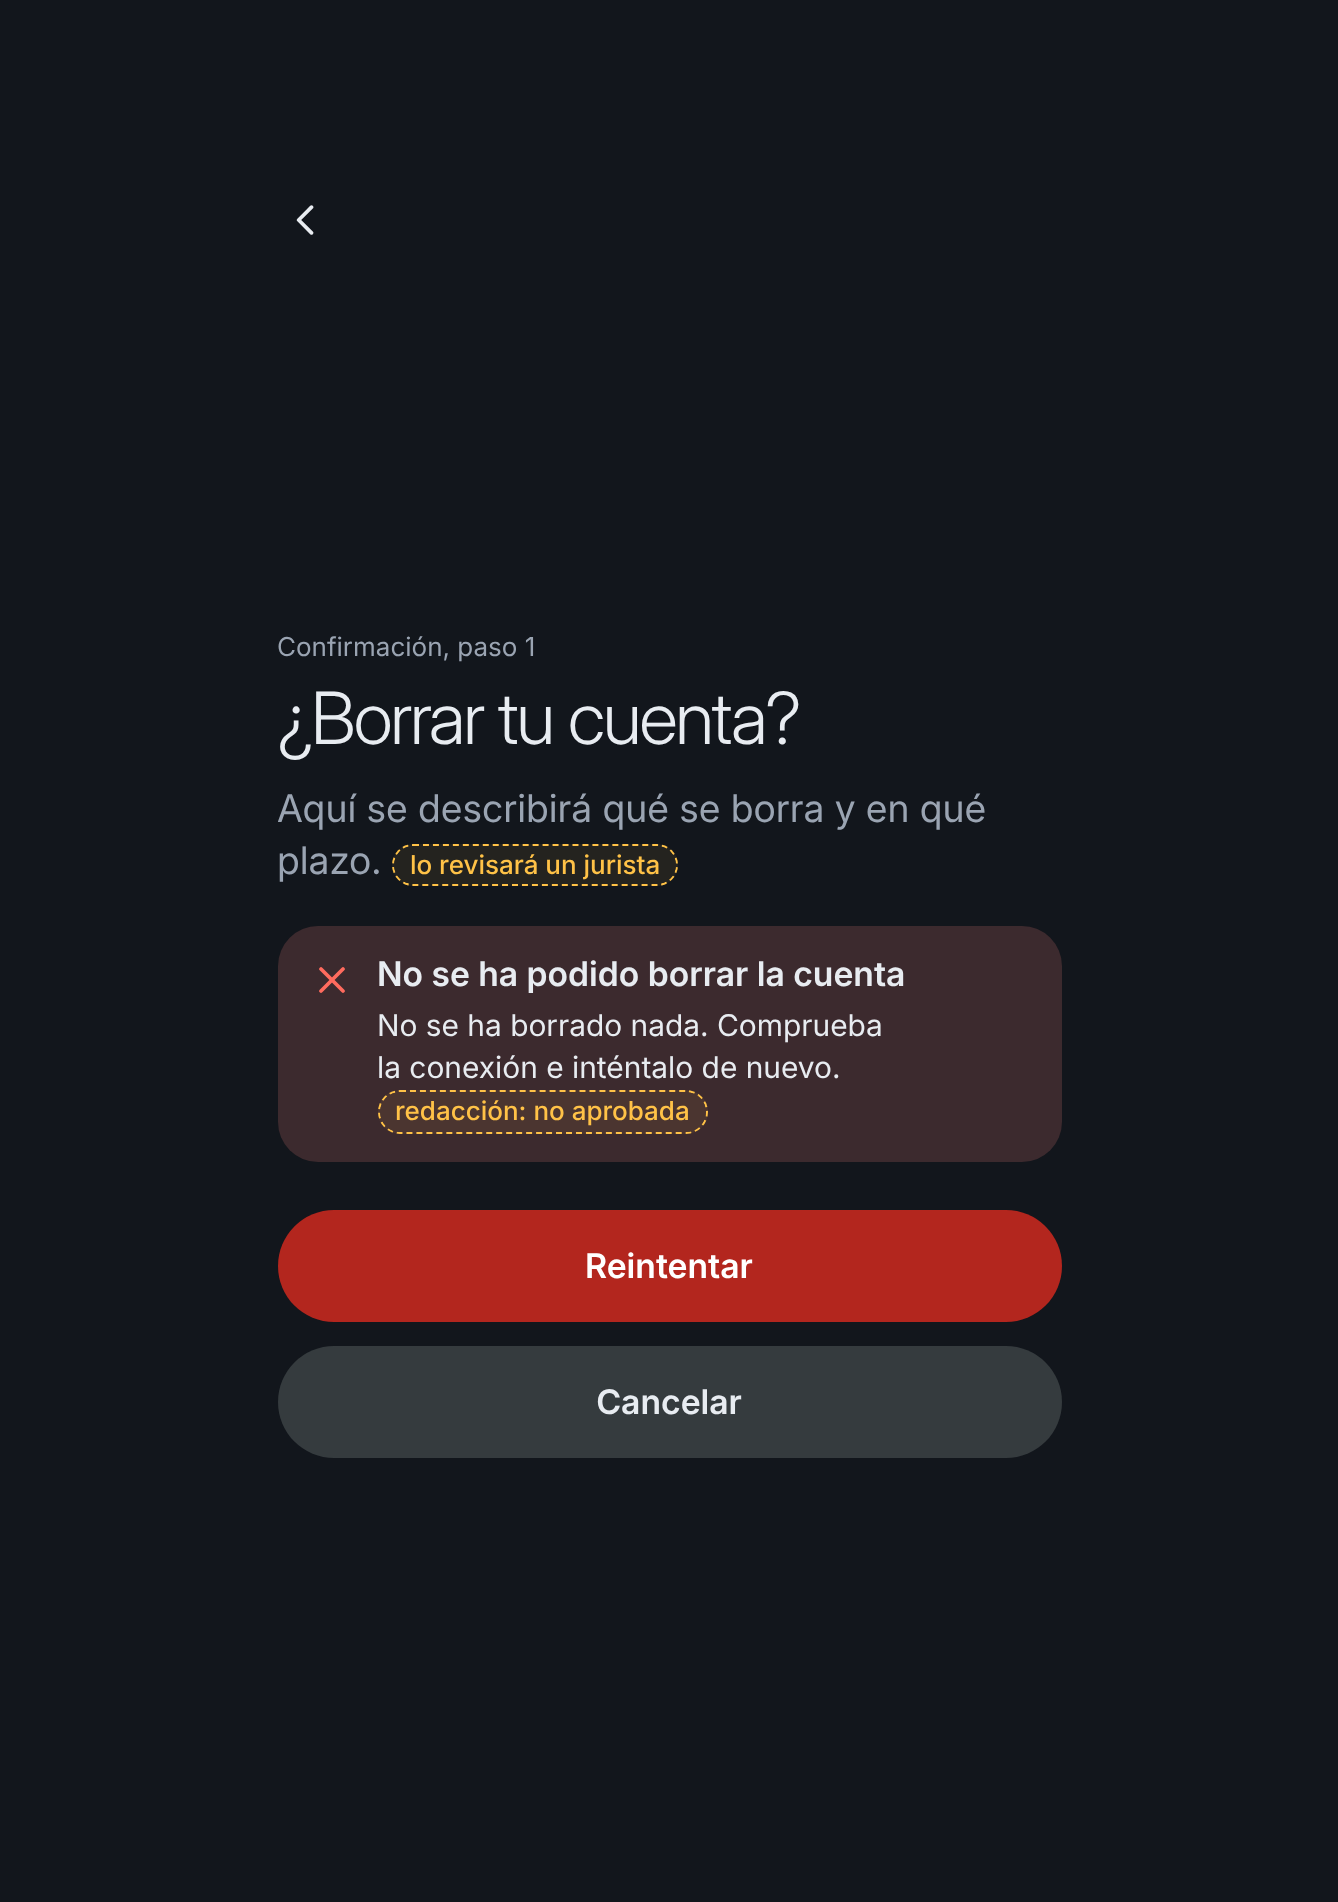 Confirmación, paso 1
¿Borrar tu cuenta?
Aquí se describirá qué se borra y en qué
plazo. lo revisará un jurista
No se ha podido borrar la cuenta
No se ha borrado nada. Comprueba
la conexión e inténtalo de nuevo.
redacción: no aprobada
Reintentar
Cancelar